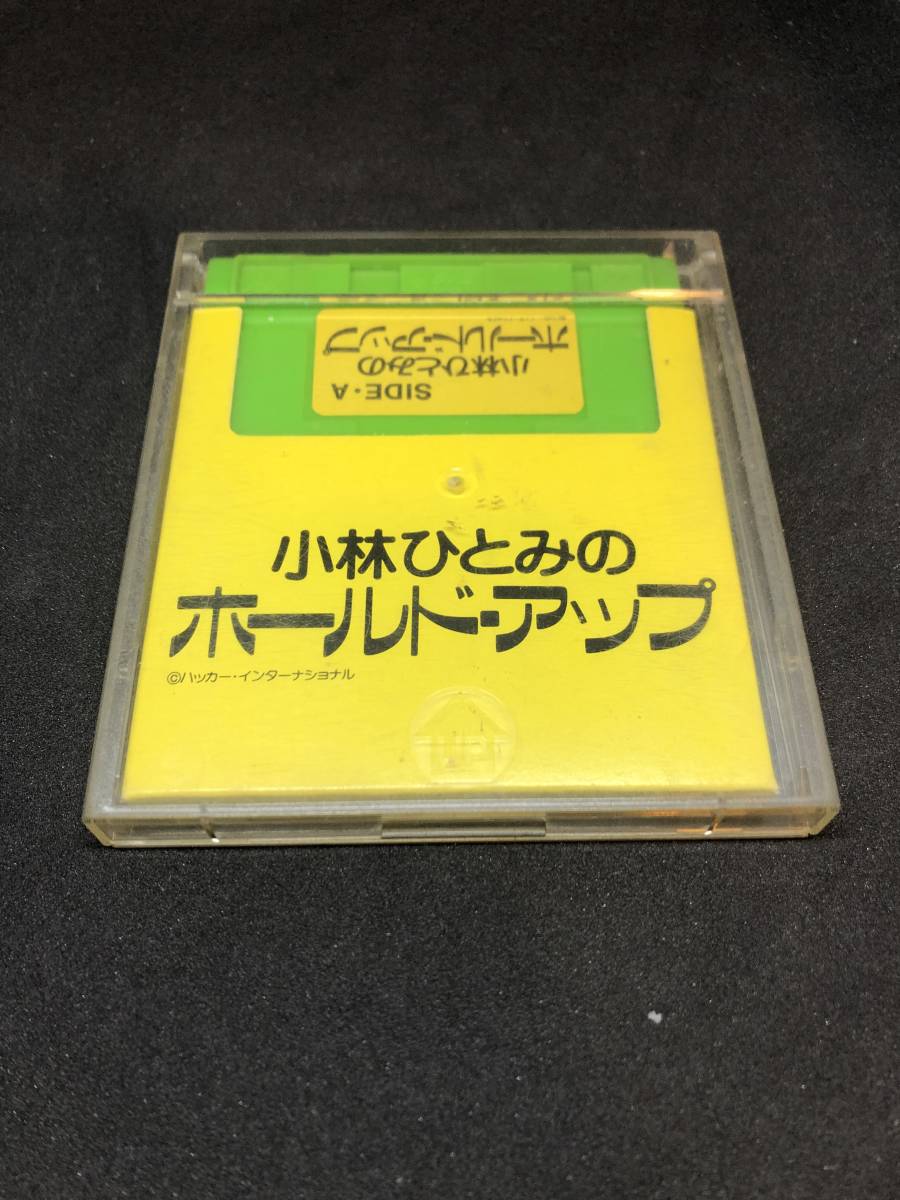 SIDE・A
小林ひとみの
ホールド・アップ
小林ひとみの
ホールド・アップ
©ハッカー・インターナショナル